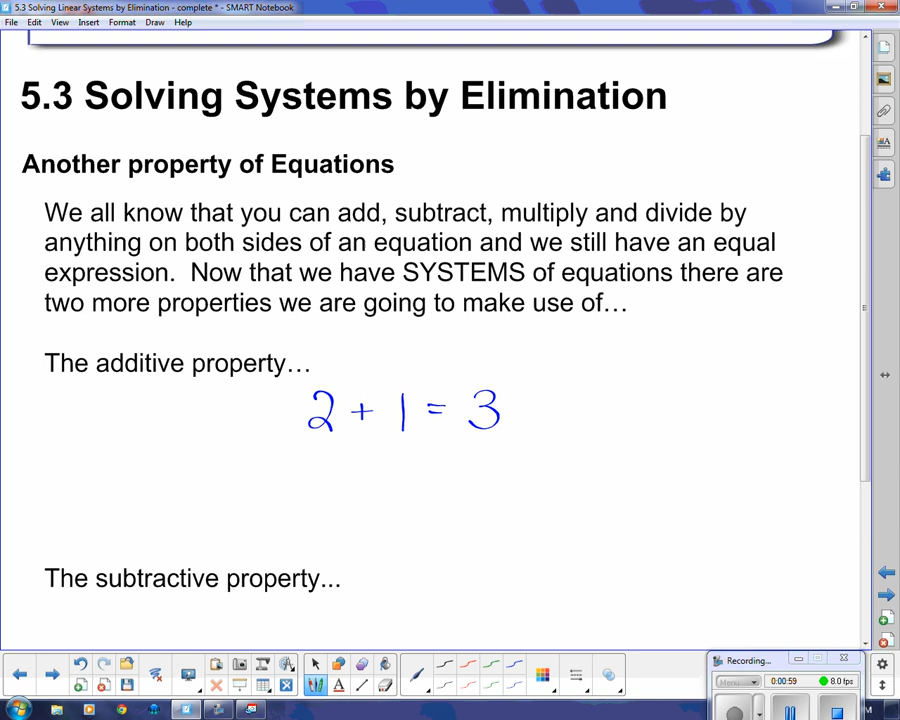 5.3 Solving Linear Systems by Elimination - complete * - SMART Notebook
File Edit View Insert Format Draw Help
5.3 Solving Systems by Elimination
Another property of Equations
We all know that you can add, subtract, multiply and divide by
anything on both sides of an equation and we still have an equal
expression. Now that we have SYSTEMS of equations there are
two more properties we are going to make use of…
The additive property…
2 + 1 = 3
The subtractive property...
Recording...
Menu
0:00:59
8.0 fps